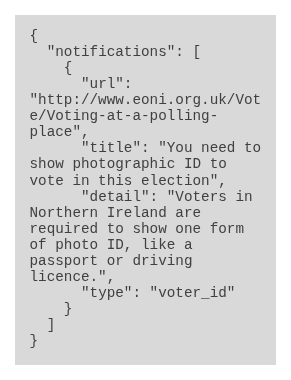 {
  "notifications": [
    {
      "url":
"http://www.eoni.org.uk/Vot
e/Voting-at-a-polling-
place",
      "title": "You need to
show photographic ID to
vote in this election",
      "detail": "Voters in
Northern Ireland are
required to show one form
of photo ID, like a
passport or driving
licence.",
      "type": "voter_id"
    }
  ]
}